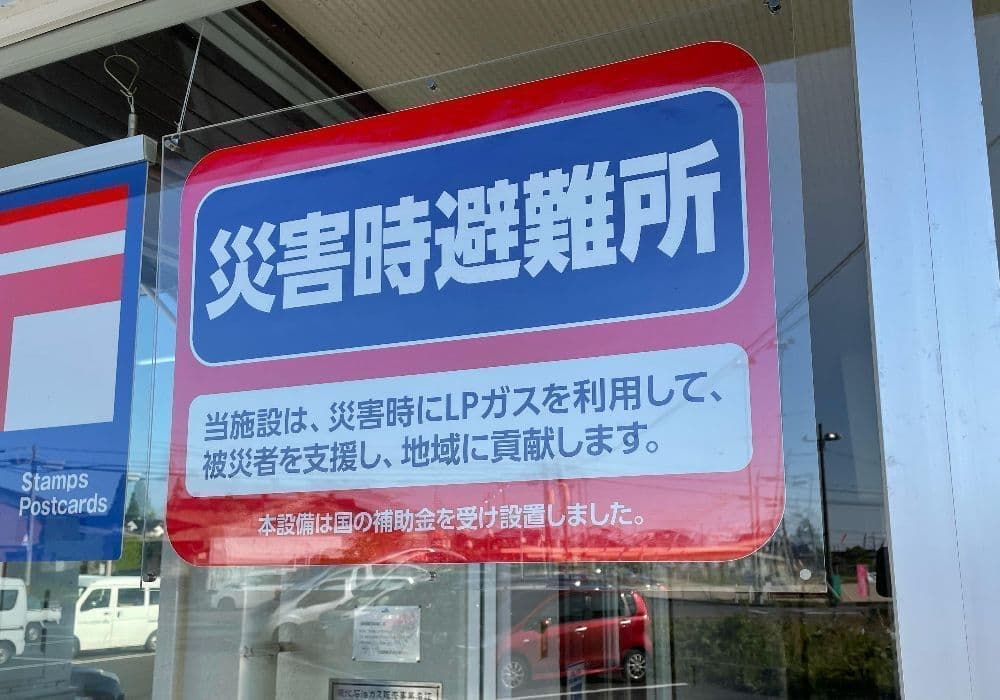 災害時避難所
当施設は、災害時にLPガスを利用して、
被災者を支援し、地域に貢献します。
本設備は国の補助金を受け設置しました。
Stamps
Postcards